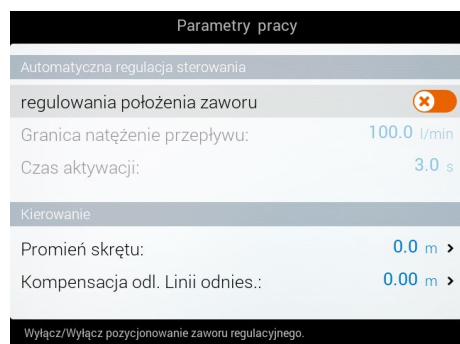 Parametry pracy
Automatyczna regulacja sterowania
regulowania położenia zaworu
Granica natężenie przepływu: 100.0 l/min
Czas aktywacji: 3.0 s
Kierowanie
Promień skrętu: 0.0 m >
Kompensacja odl. Linii odnies.: 0.00 m >
Wyłącz/Wyłącz pozycjonowanie zaworu regulacyjnego.